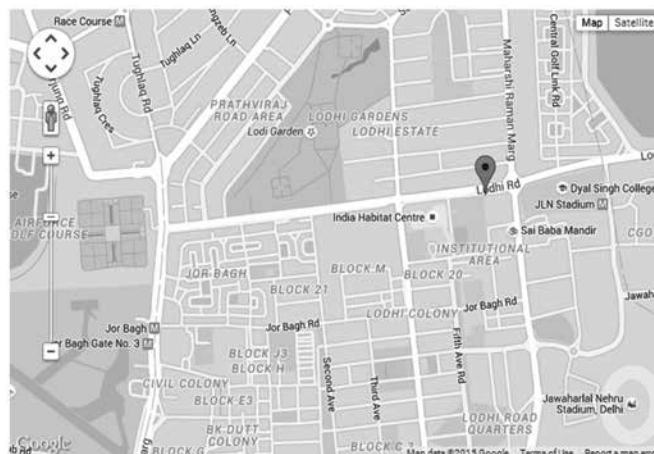 Race Course M
Tughlaq Rd
Tughlaq Ln
Tughlaq Cres
Maharshi Raman Marg
Central Golf Link Rd
Map
Satellite
PRATHVIRAJ
ROAD AREA
LODHI GARDENS
Lodi Garden
LODHI ESTATE
Lodhi Rd
Dyal Singh College
JLN Stadium M
India Habitat Centre
Sai Baba Mandir
AIRFORCE
GOLF COURSE
INSTITUTIONAL
AREA
CGO
JOR BAGH
BLOCK M
BLOCK 20
BLOCK 21
Jor Bagh Rd
LODHI COLONY
Jor Bagh Rd
Jor Bagh M
Jor Bagh Gate No. 3 M
BLOCK J3
BLOCK H
Second Ave
Third Ave
Fifth Ave Rd
CIVIL COLONY
BLOCK E3
Jawaharlal Nehru
Stadium, Delhi
BK DUTT
COLONY
LODHI ROAD
QUARTERS
BLOCK G
BLOCK C 7
Google
Map data ©2015 Google
Terms of Use
Report a map error